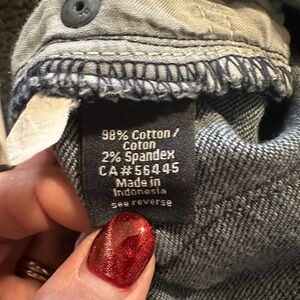 98% Cotton /
Coton
2% Spandex
CA#56445
Made in
Indonesia
see reverse